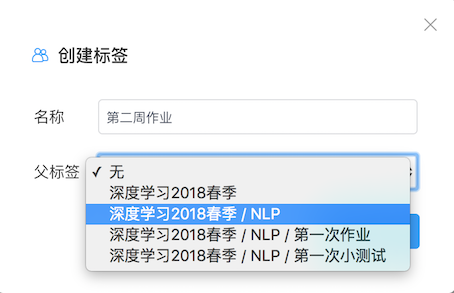 创建标签
名称
第二周作业
父标签
✓ 无
深度学习2018春季
深度学习2018春季 / NLP
深度学习2018春季 / NLP / 第一次作业
深度学习2018春季 / NLP / 第一次小测试